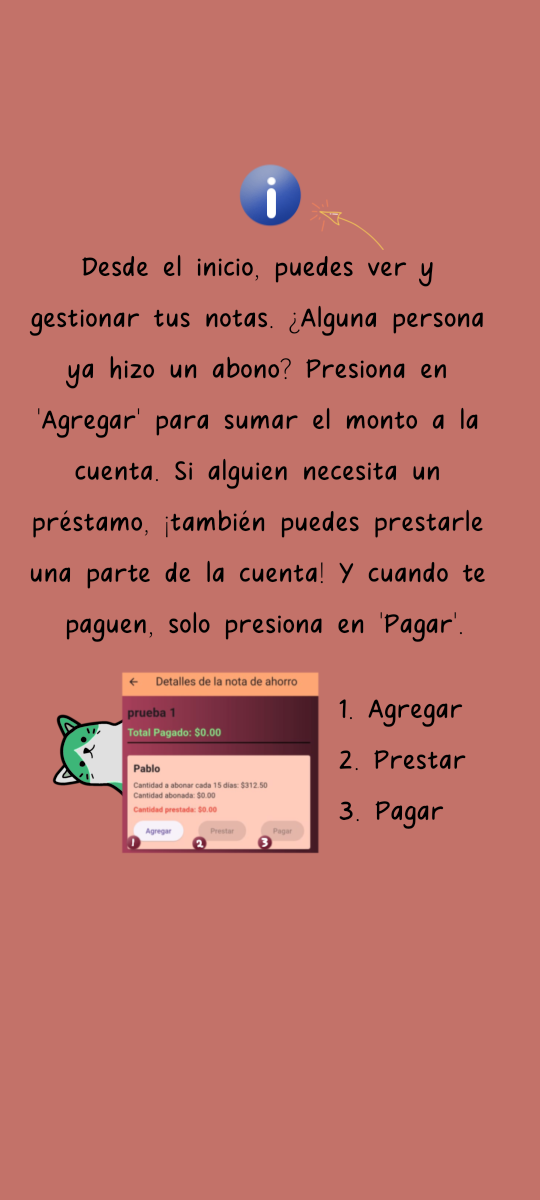 i
Desde el inicio, puedes ver y
gestionar tus notas. ¿Alguna persona
ya hizo un abono? Presiona en
'Agregar' para sumar el monto a la
cuenta. Si alguien necesita un
préstamo, ¡también puedes prestarle
una parte de la cuenta! Y cuando te
paguen, solo presiona en 'Pagar'.
Detalles de la nota de ahorro
prueba 1
Total Pagado: $0.00
Pablo
Cantidad a abonar cada 15 días: $312.50
Cantidad abonada: $0.00
Cantidad prestada: $0.00
Agregar Prestar Pagar
1 2 3
1. Agregar
2. Prestar
3. Pagar